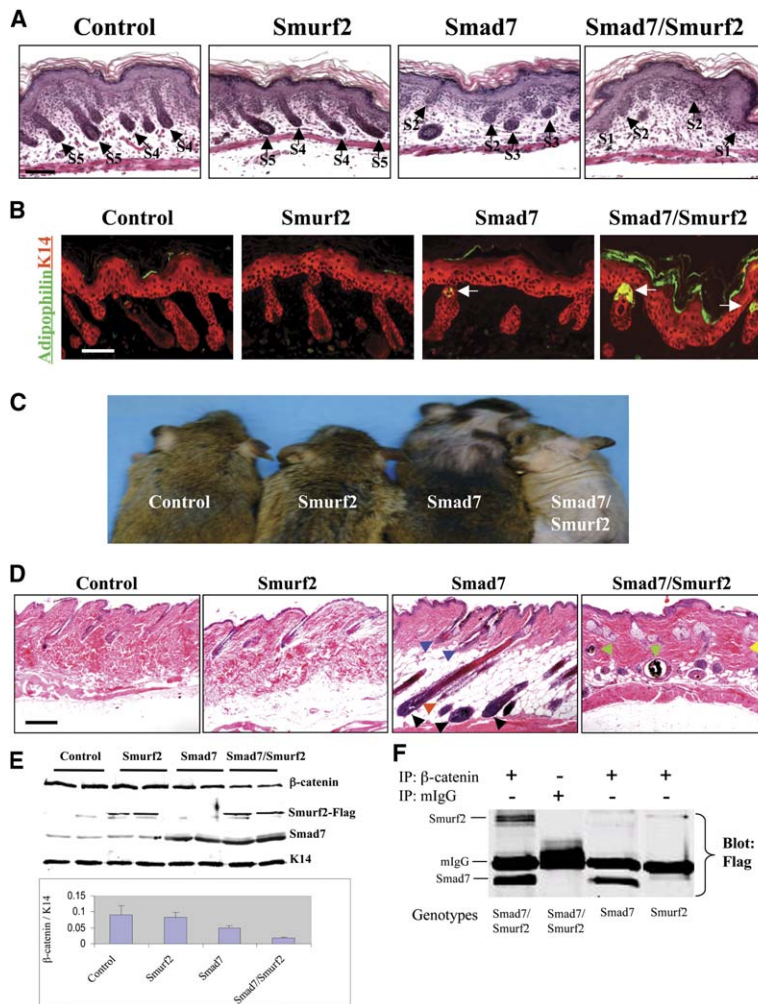 A
Control
Smurf2
Smad7
Smad7/Smurf2
S5
S5
S4
S4
S5
S4
S4
S5
S2
S2
S3
S3
S1
S2
S2
S1
B
Control
Smurf2
Smad7
Smad7/Smurf2
AdipophilinK14
C
Control
Smurf2
Smad7
Smad7/
Smurf2
D
Control
Smurf2
Smad7
Smad7/Smurf2
E
Control
Smurf2
Smad7
Smad7/Smurf2
β-catenin
Smurf2-Flag
Smad7
K14
β-catenin / K14
0.15
0.1
0.05
0
Control
Smurf2
Smad7
Smad7/Smurf2
F
IP: β-catenin
+ - + +
IP: mIgG
- + - -
Smurf2
mIgG
Smad7
Blot:
Flag
Genotypes
Smad7/
Smurf2
Smad7/
Smurf2
Smad7
Smurf2